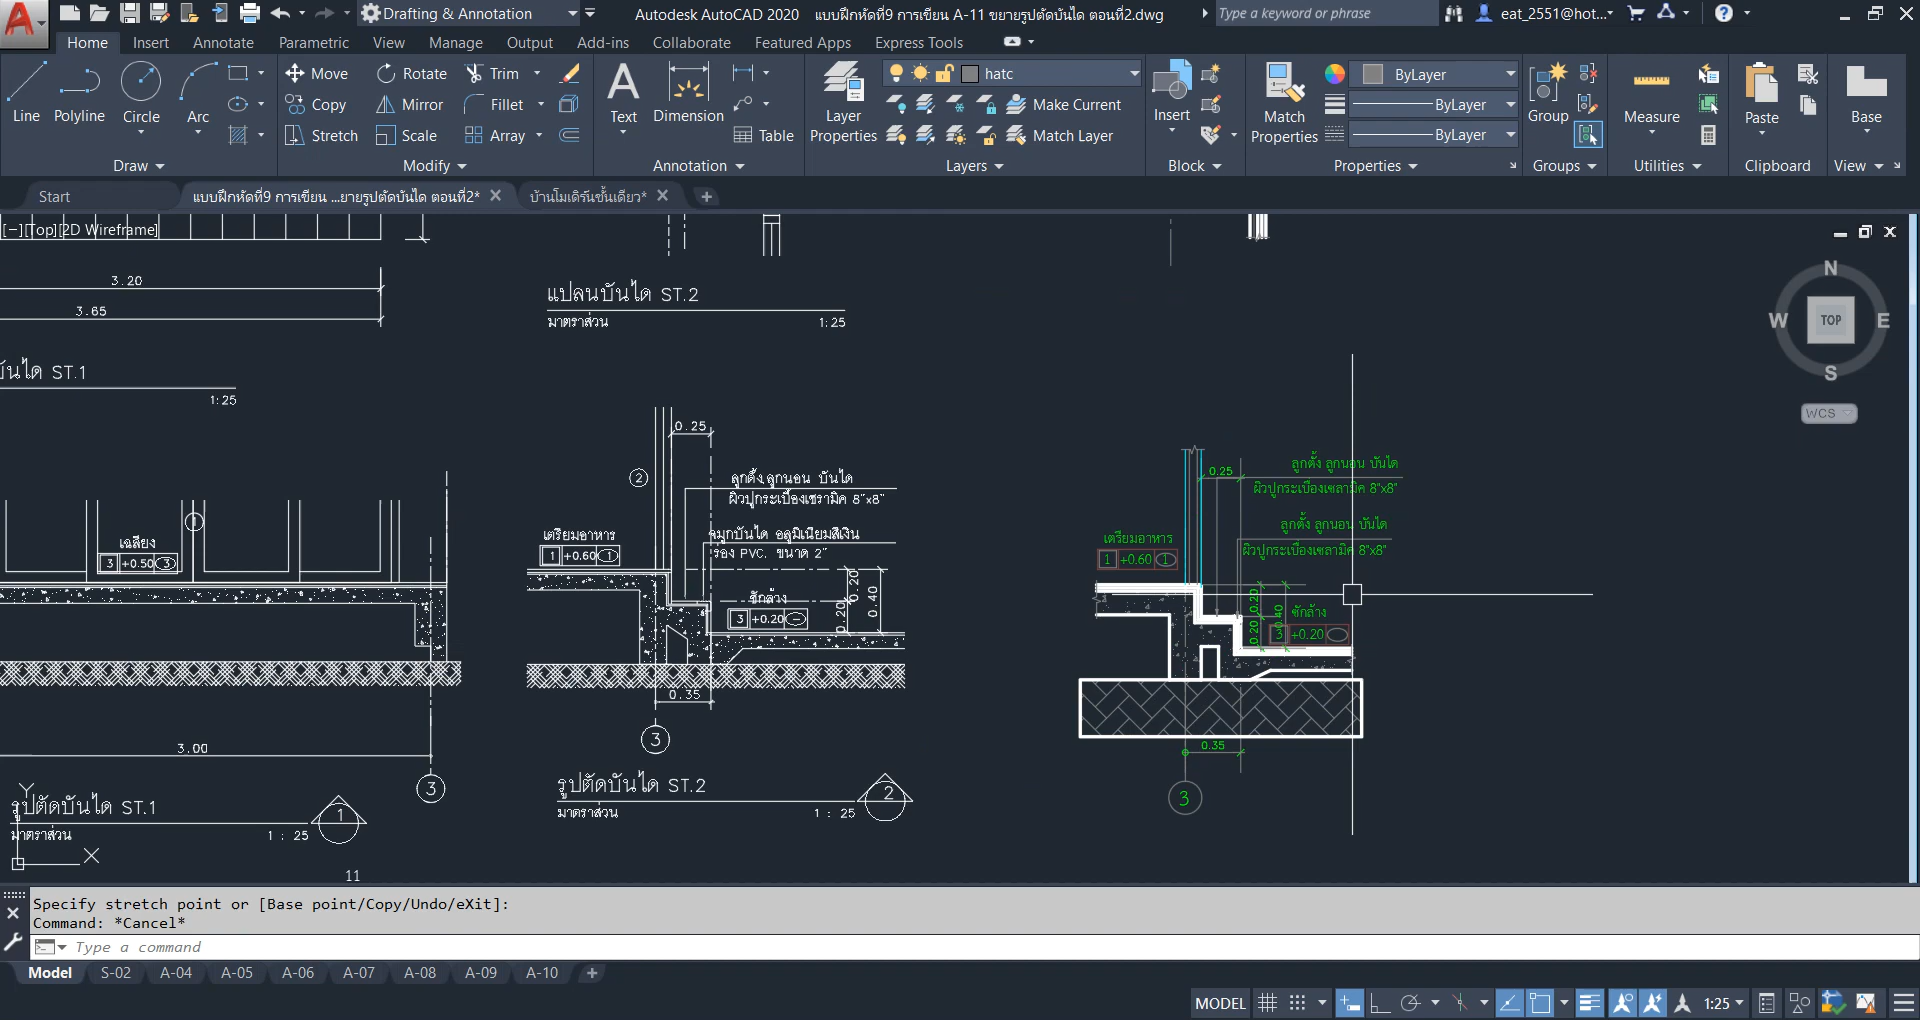 Drafting & Annotation
Autodesk AutoCAD 2020 แบบฝึกหัดที่9 การเขียน A-11 ขยายรูปตัดบันได ตอนที่2.dwg
Type a keyword or phrase
eat_2551@hot...
Home Insert Annotate Parametric View Manage Output Add-ins Collaborate Featured Apps Express Tools
Line Polyline Circle Arc
Move Rotate Trim
Copy Mirror Fillet
Stretch Scale Array
Text Dimension Table
Layer Properties
hatc
Make Current
Match Layer
Insert
Match Properties
ByLayer
ByLayer
ByLayer
Group Measure Paste Base
Draw Modify Annotation Layers Block Properties Groups Utilities Clipboard View
Start
แบบฝึกหัดที่9 การเขียน ...ยายรูปตัดบันได ตอนที่2*
บ้านโมเดิร์นชั้นเดียว*
[−][Top][2D Wireframe]
N
W TOP E
S
WCS
3.20
3.65
แปลนบันได ST.2
มาตราส่วน 1:25
ันได ST.1
1:25
0.25
2
ลูกตั้ง,ลูกนอน บันได
ผิวปูกระเบื้องเซรามิค 8"x8"
จมูกบันได อลูมิเนียมสีเงิน
รอง PVC. ขนาด 2"
เตรียมอาหาร
1 +0.60 1
ซักล้าง
3 +0.20 −
0.20
0.20
0.40
0.35
3
1
เฉลียง
3 +0.50 3
3.00
3
รูปตัดบันได ST.1
มาตราส่วน 1 : 25
1
รูปตัดบันได ST.2
มาตราส่วน 1 : 25
2
11
Y
X
0.25
ลูกตั้ง ลูกนอน บันได
ผิวปูกระเบื้องเซลามิค 8"x8"
ลูกตั้ง ลูกนอน บันได
ผิวปูกระเบื้องเซลามิค 8"x8"
เตรียมอาหาร
1 +0.60 1
0.20
0.20
0.40
ซักล้าง
3 +0.20
0.35
3
Specify stretch point or [Base point/Copy/Undo/eXit]:
Command: *Cancel*
Type a command
Model S-02 A-04 A-05 A-06 A-07 A-08 A-09 A-10
MODEL 1:25